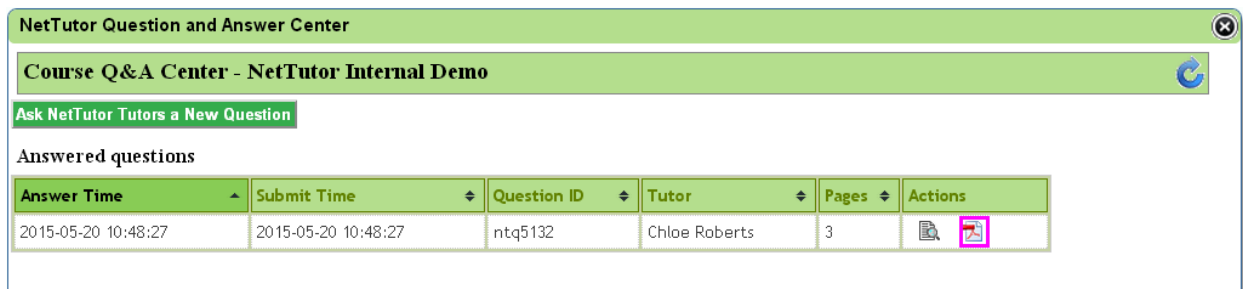 NetTutor Question and Answer Center
Course Q&A Center - NetTutor Internal Demo
Ask NetTutor Tutors a New Question
Answered questions
Answer Time Submit Time Question ID Tutor Pages Actions
2015-05-20 10:48:27 2015-05-20 10:48:27 ntq5132 Chloe Roberts 3